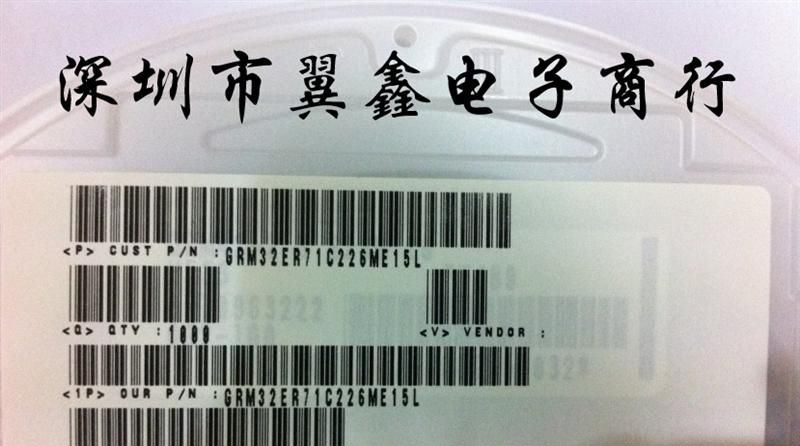 深圳市翼鑫电子商行
<P> CUST P/N :GRM32ER71C226ME15L
<Q> QTY :1000
<V> VENDOR :
<1P> OUR P/N :GRM32ER71C226ME15L